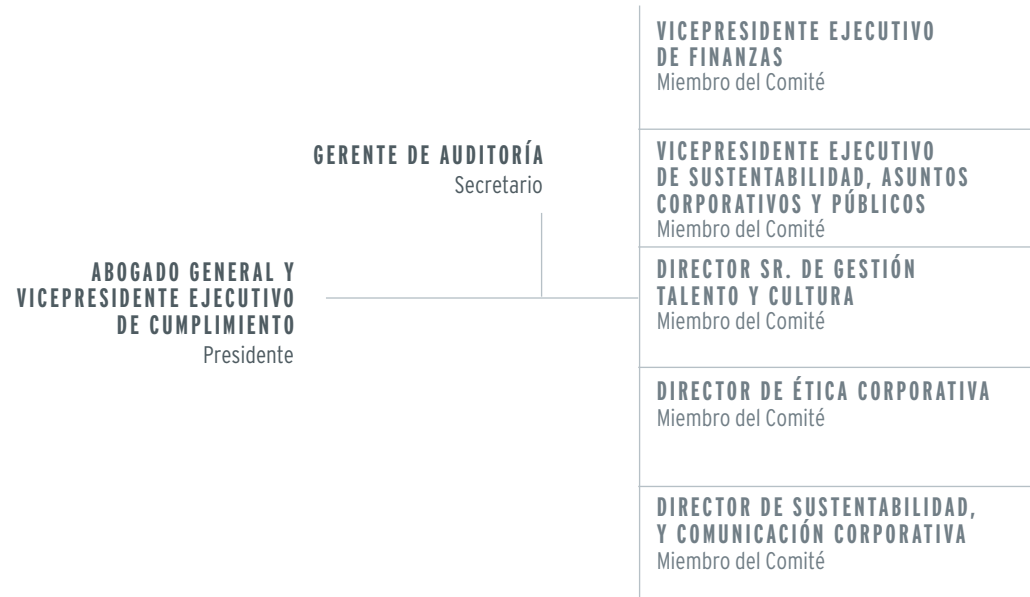 ABOGADO GENERAL Y
VICEPRESIDENTE EJECUTIVO
DE CUMPLIMIENTO
Presidente
GERENTE DE AUDITORÍA
Secretario
VICEPRESIDENTE EJECUTIVO
DE FINANZAS
Miembro del Comité
VICEPRESIDENTE EJECUTIVO
DE SUSTENTABILIDAD, ASUNTOS
CORPORATIVOS Y PÚBLICOS
Miembro del Comité
DIRECTOR SR. DE GESTIÓN
TALENTO Y CULTURA
Miembro del Comité
DIRECTOR DE ÉTICA CORPORATIVA
Miembro del Comité
DIRECTOR DE SUSTENTABILIDAD,
Y COMUNICACIÓN CORPORATIVA
Miembro del Comité